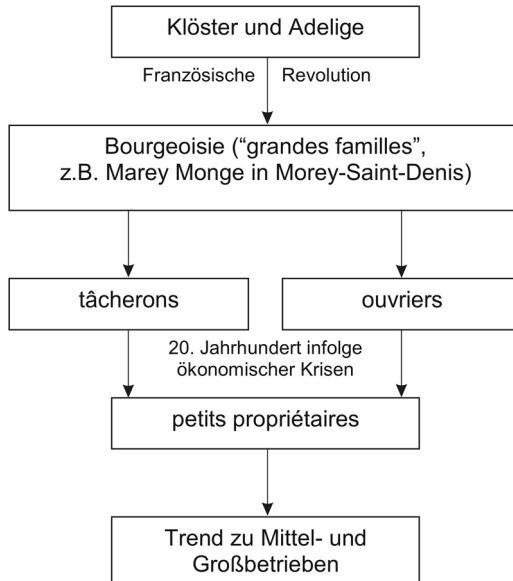 Klöster und Adelige
Französische Revolution
Bourgeoisie (“grandes familles”,
z.B. Marey Monge in Morey-Saint-Denis)
tâcherons
ouvriers
20. Jahrhundert infolge
ökonomischer Krisen
petits propriétaires
Trend zu Mittel- und
Großbetrieben